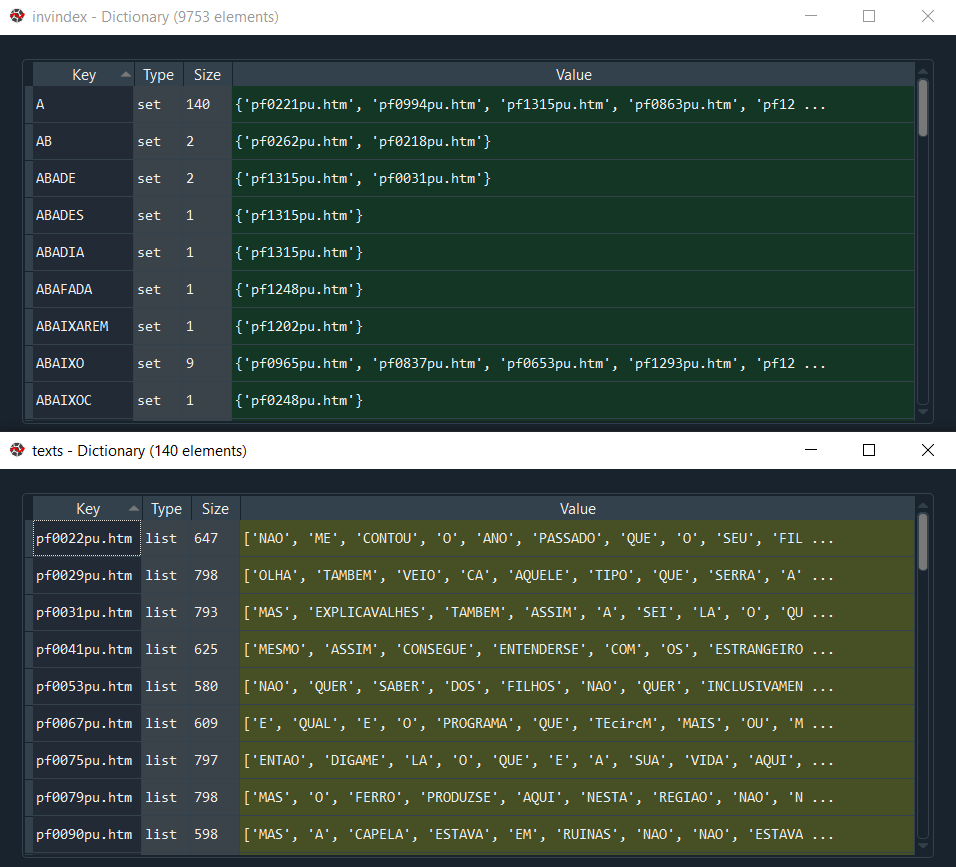 invindex - Dictionary (9753 elements)
Key Type Size Value
A set 140 {'pf0221pu.htm', 'pf0994pu.htm', 'pf1315pu.htm', 'pf0863pu.htm', 'pf12 ...
AB set 2 {'pf0262pu.htm', 'pf0218pu.htm'}
ABADE set 2 {'pf1315pu.htm', 'pf0031pu.htm'}
ABADES set 1 {'pf1315pu.htm'}
ABADIA set 1 {'pf1315pu.htm'}
ABAFADA set 1 {'pf1248pu.htm'}
ABAIXAREM set 1 {'pf1202pu.htm'}
ABAIXO set 9 {'pf0965pu.htm', 'pf0837pu.htm', 'pf0653pu.htm', 'pf1293pu.htm', 'pf12 ...
ABAIXOC set 1 {'pf0248pu.htm'}
texts - Dictionary (140 elements)
Key Type Size Value
pf0022pu.htm list 647 ['NAO', 'ME', 'CONTOU', 'O', 'ANO', 'PASSADO', 'QUE', 'O', 'SEU', 'FIL ...
pf0029pu.htm list 798 ['OLHA', 'TAMBEM', 'VEIO', 'CA', 'AQUELE', 'TIPO', 'QUE', 'SERRA', 'A' ...
pf0031pu.htm list 793 ['MAS', 'EXPLICAVALHES', 'TAMBEM', 'ASSIM', 'A', 'SEI', 'LA', 'O', 'QU ...
pf0041pu.htm list 625 ['MESMO', 'ASSIM', 'CONSEGUE', 'ENTENDERSE', 'COM', 'OS', 'ESTRANGEIRO ...
pf0053pu.htm list 580 ['NAO', 'QUER', 'SABER', 'DOS', 'FILHOS', 'NAO', 'QUER', 'INCLUSIVAMEN ...
pf0067pu.htm list 609 ['E', 'QUAL', 'E', 'O', 'PROGRAMA', 'QUE', 'TEcircM', 'MAIS', 'OU', 'M ...
pf0075pu.htm list 797 ['ENTAO', 'DIGAME', 'LA', 'O', 'QUE', 'E', 'A', 'SUA', 'VIDA', 'AQUI', ...
pf0079pu.htm list 798 ['MAS', 'O', 'FERRO', 'PRODUZSE', 'AQUI', 'NESTA', 'REGIAO', 'NAO', 'N ...
pf0090pu.htm list 598 ['MAS', 'A', 'CAPELA', 'ESTAVA', 'EM', 'RUINAS', 'NAO', 'NAO', 'ESTAVA ...